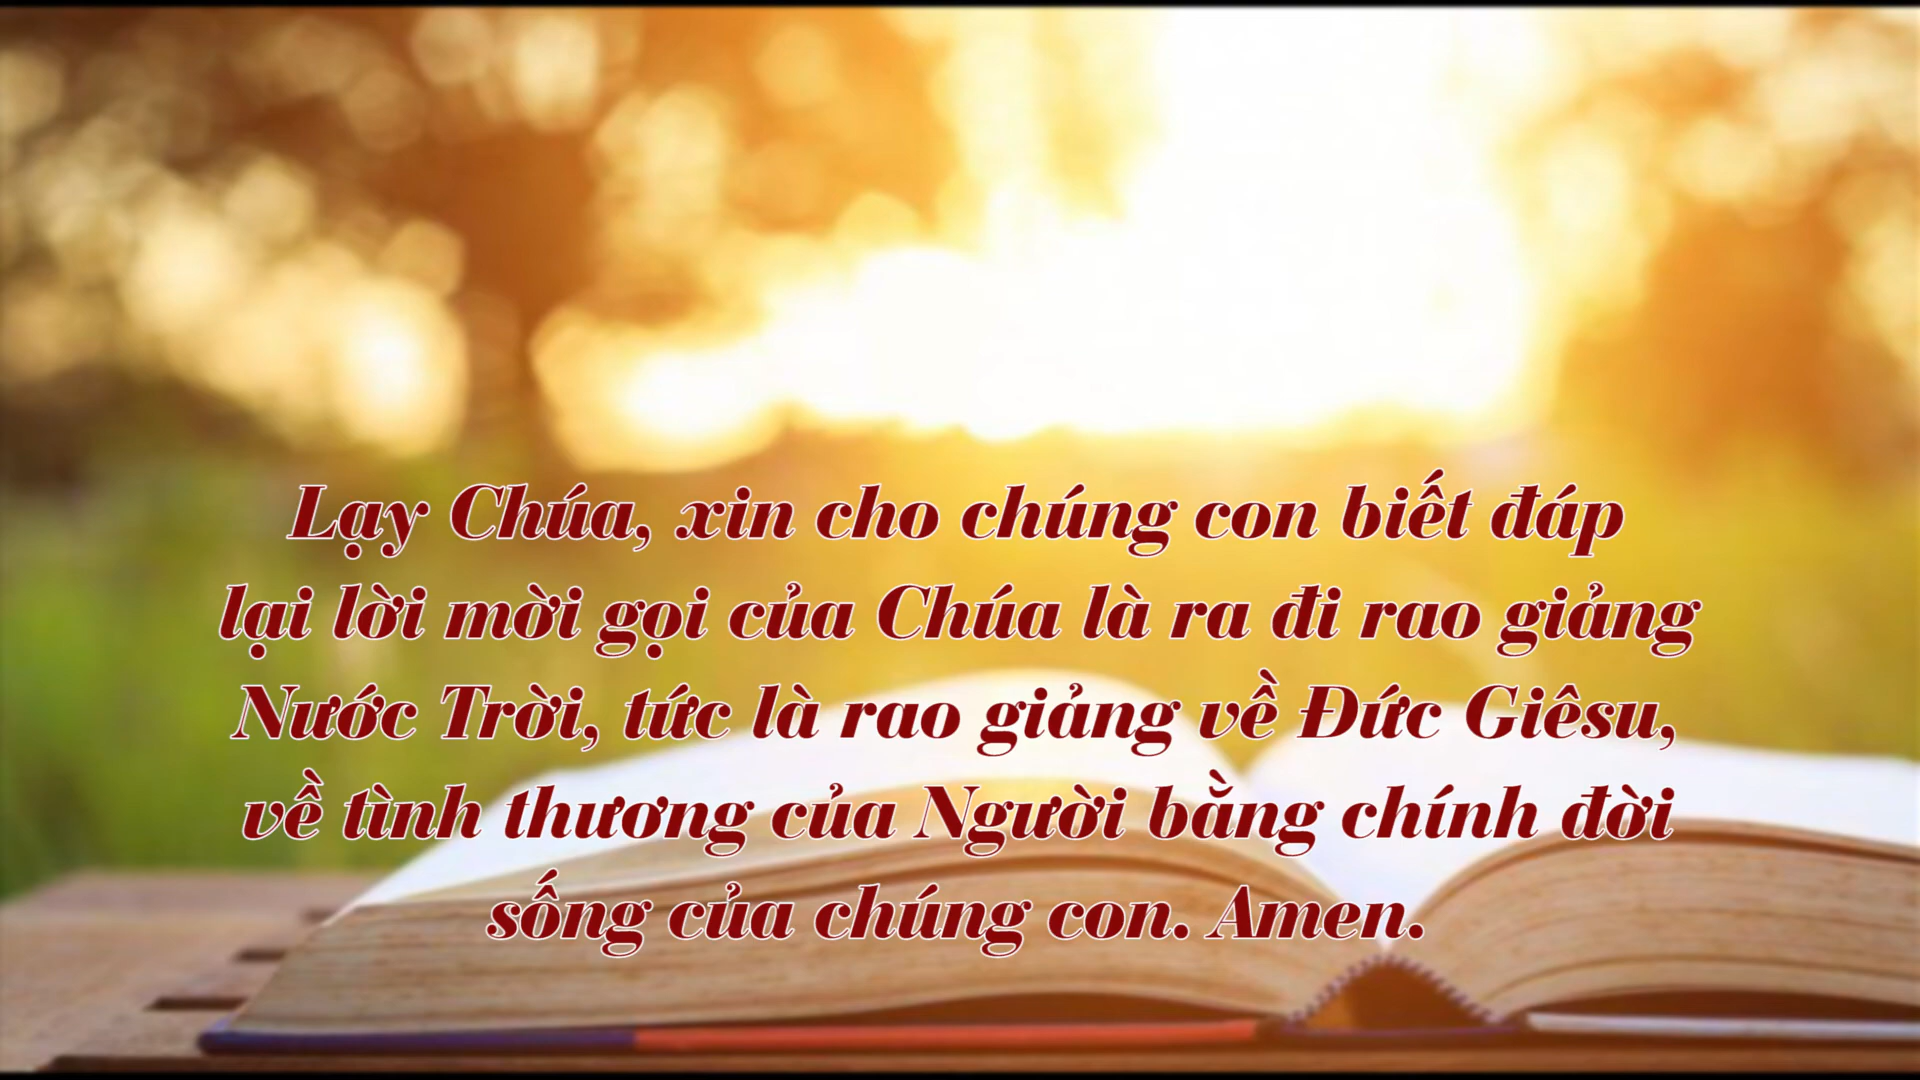 Lạy Chúa, xin cho chúng con biết đáp
lại lời mời gọi của Chúa là ra đi rao giảng
Nước Trời, tức là rao giảng về Đức Giêsu,
về tình thương của Người bằng chính đời
sống của chúng con. Amen.